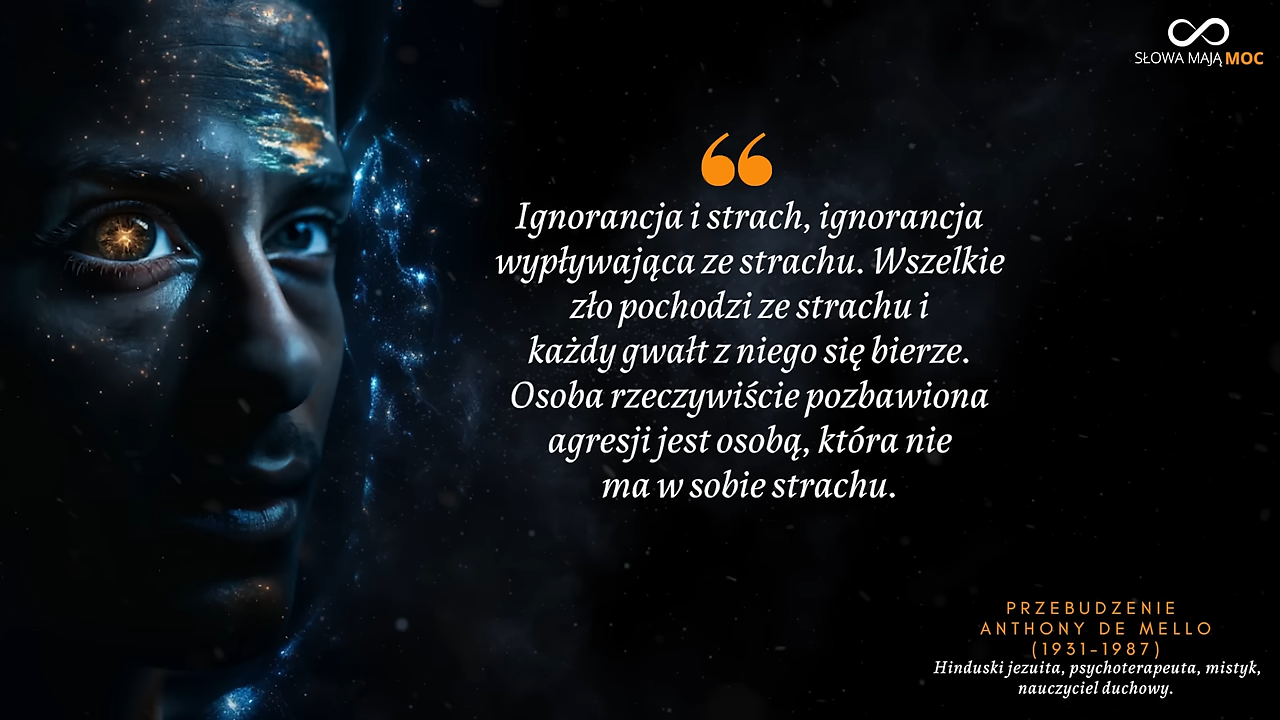 SŁOWA MAJĄ MOC
Ignorancja i strach, ignorancja
wypływająca ze strachu. Wszelkie
zło pochodzi ze strachu i
każdy gwałt z niego się bierze.
Osoba rzeczywiście pozbawiona
agresji jest osobą, która nie
ma w sobie strachu.
PRZEBUDZENIE
ANTHONY DE MELLO
(1931-1987)
Hinduski jezuita, psychoterapeuta, mistyk,
nauczyciel duchowy.